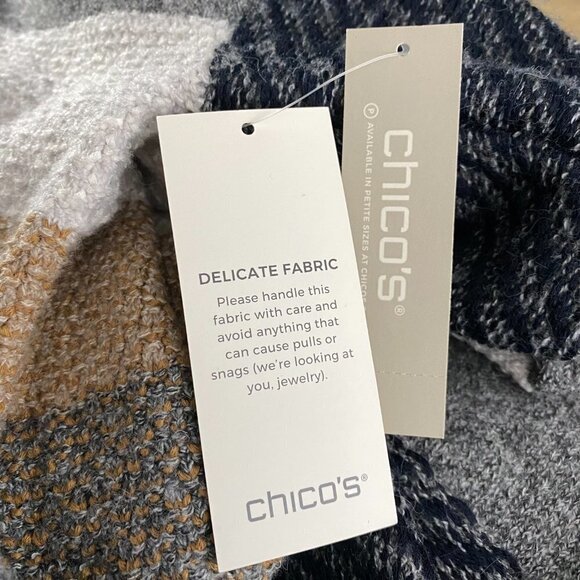 DELICATE FABRIC
Please handle this
fabric with care and
avoid anything that
can cause pulls or
snags (we're looking at
you, jewelry).
chico's®
chico's®
Ⓟ AVAILABLE IN PETITE SIZES AT CHICOS